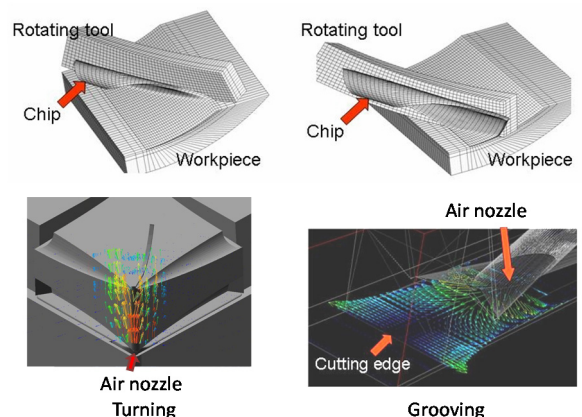 Rotating tool
Chip
Workpiece
Rotating tool
Chip
Workpiece
Air nozzle
Turning
Air nozzle
Cutting edge
Grooving